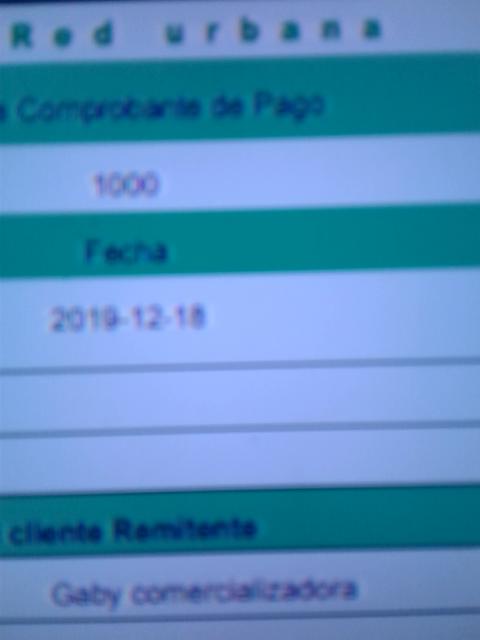 Red urbana
Comprobante de Pago
1000
Fecha
2019-12-18
cliente Remitente
Gaby comercializadora